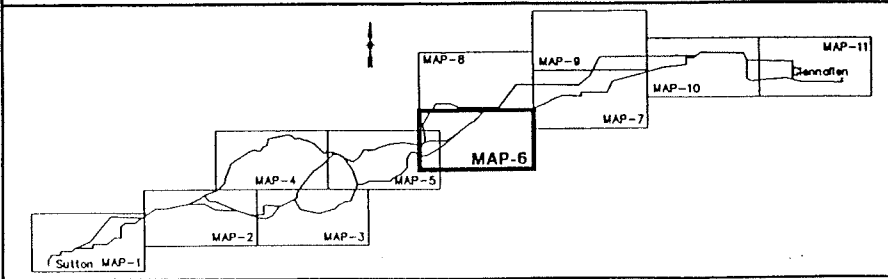 MAP-11
MAP-8
MAP-9
Glennallen
MAP-10
MAP-7
MAP-6
MAP-4
MAP-5
MAP-2
MAP-3
Sutton MAP-1